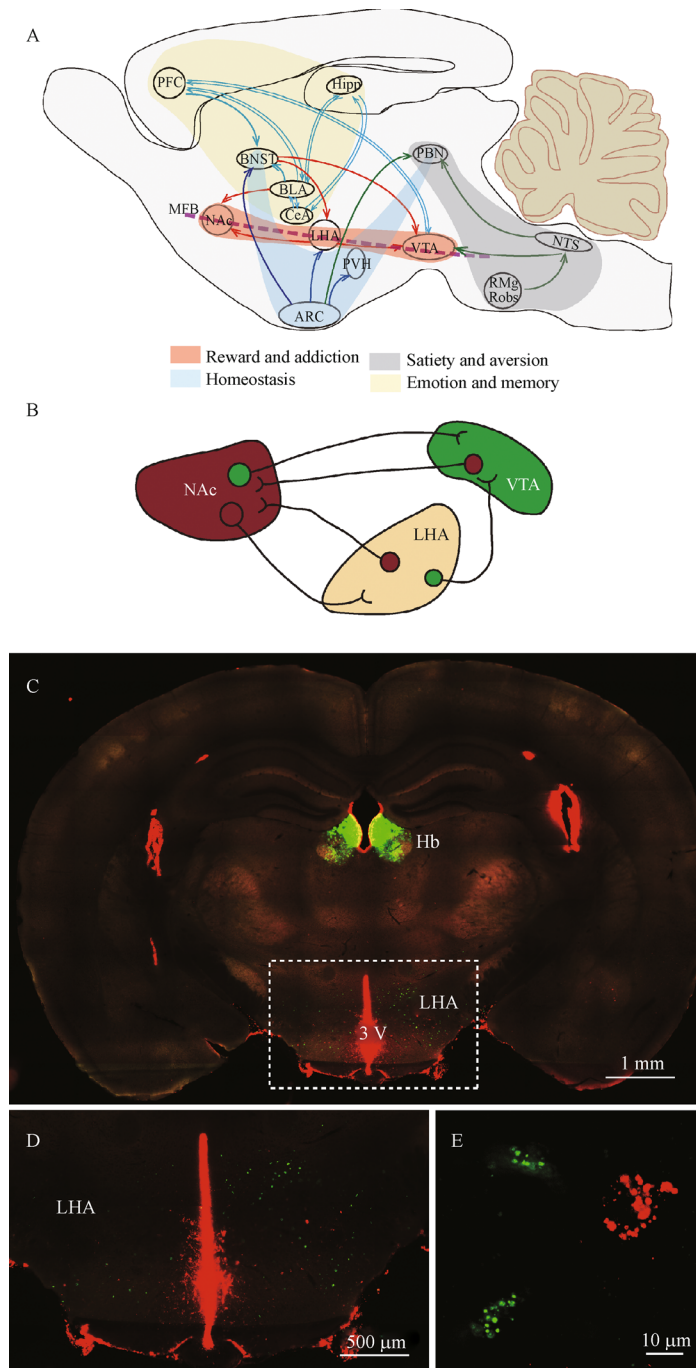 A
PFC
Hipp
BNST
PBN
BLA
CeA
MFB
NAc
LHA
VTA
NTS
PVH
RMg
Robs
ARC
Reward and addiction
Satiety and aversion
Homeostasis
Emotion and memory
B
NAc
VTA
LHA
C
Hb
LHA
3 V
1 mm
D
E
LHA
500 μm
10 μm